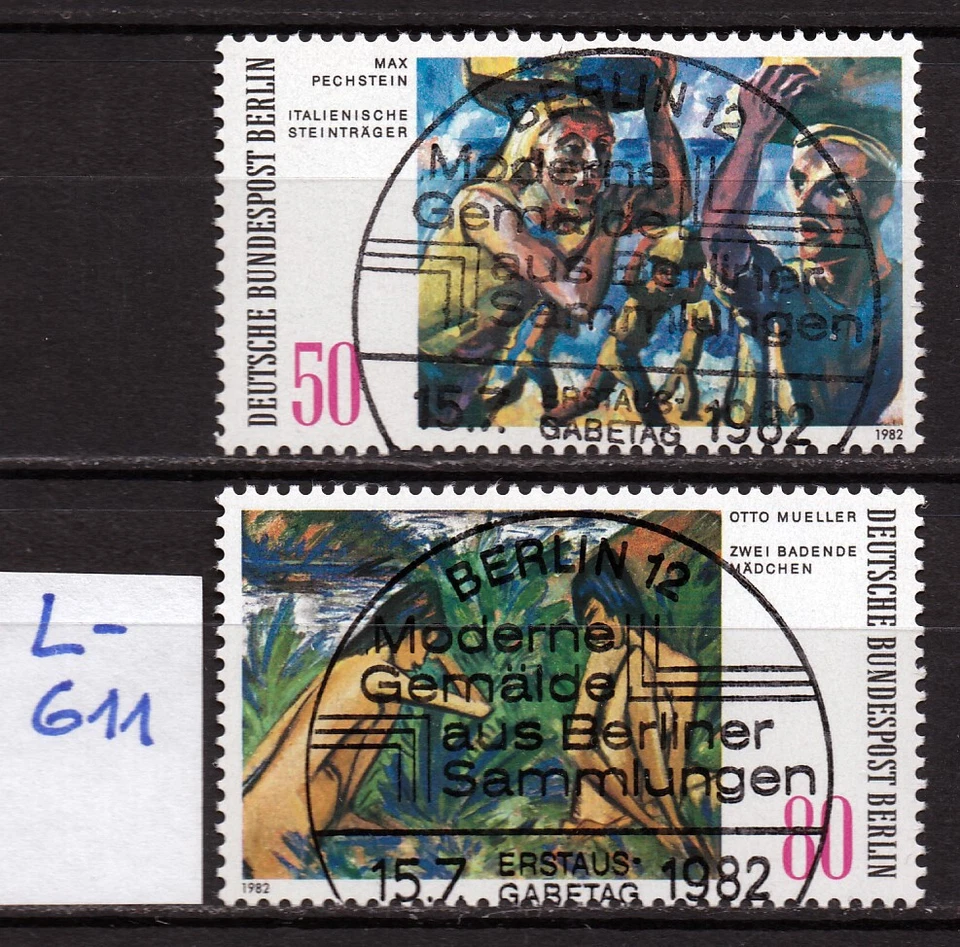 DEUTSCHE BUNDESPOST BERLIN
MAX
PECHSTEIN
ITALIENISCHE
STEINTRÄGER
50
1982
BERLIN 12
Moderne
Gemälde
aus Berliner
Sammlungen
15.7. ERSTAUS- 1982
GABETAG
OTTO MUELLER
ZWEI BADENDE
MÄDCHEN
DEUTSCHE BUNDESPOST BERLIN
80
1982
BERLIN 12
Moderne
Gemälde
aus Berliner
Sammlungen
15.7. ERSTAUS- 1982
GABETAG
L-
611